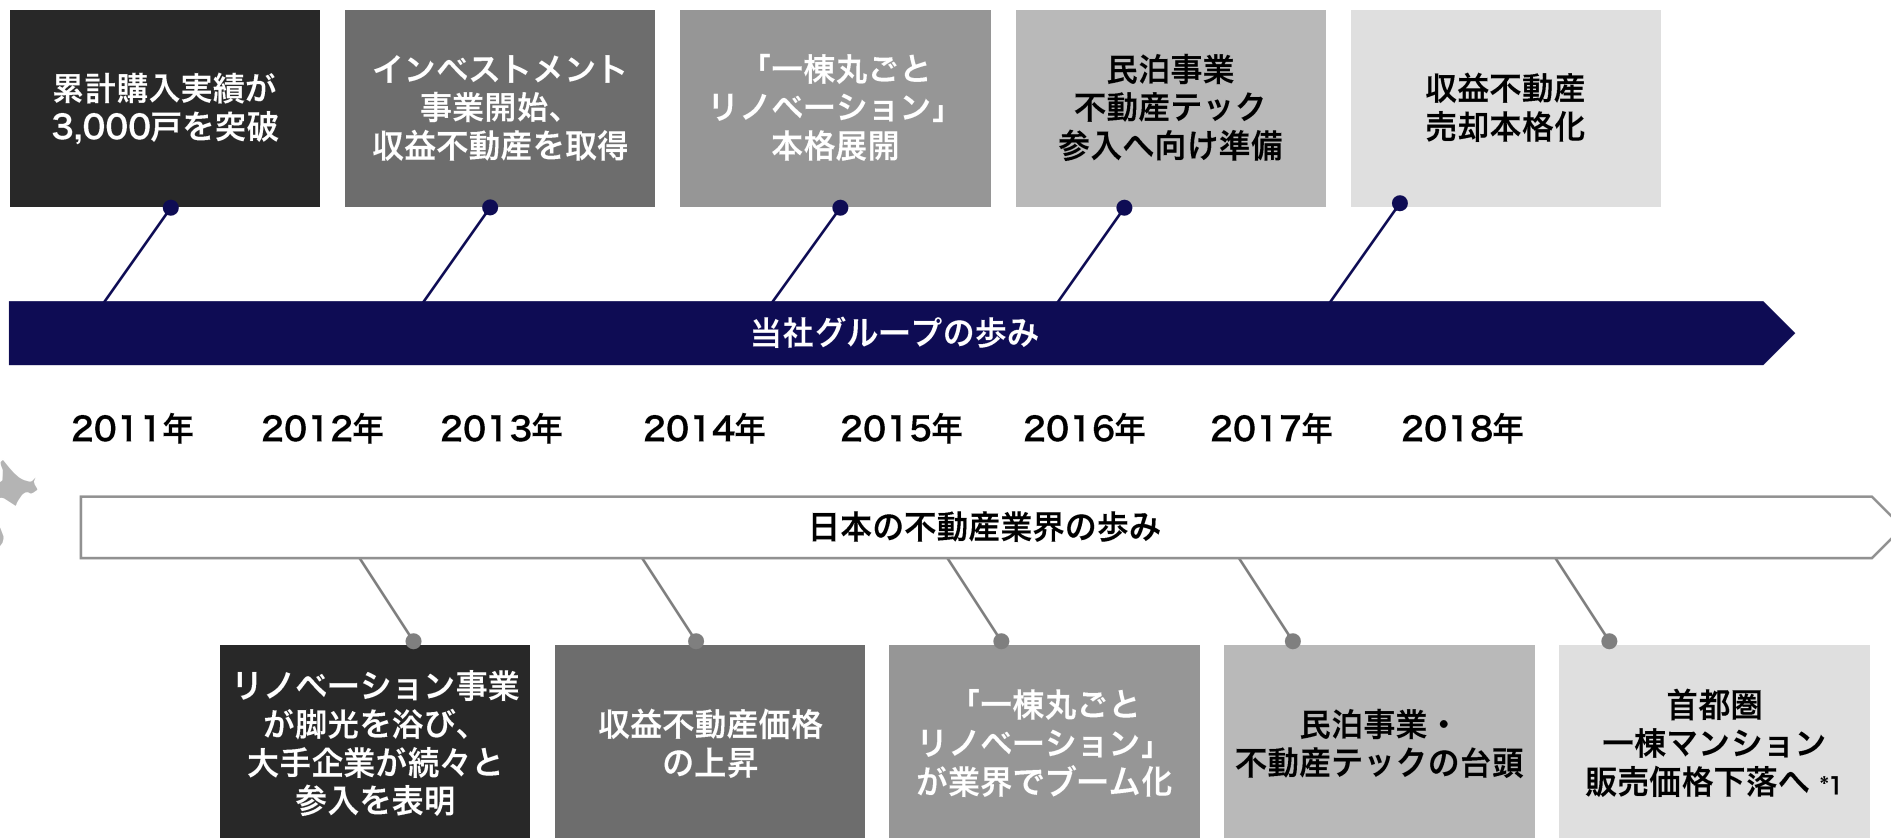 累計購入実績が
3,000戸を突破
インベストメント
事業開始、
収益不動産を取得
「一棟丸ごと
リノベーション」
本格展開
民泊事業
不動産テック
参入へ向け準備
収益不動産
売却本格化
当社グループの歩み
2011年 2012年 2013年 2014年 2015年 2016年 2017年 2018年
日本の不動産業界の歩み
リノベーション事業
が脚光を浴び、
大手企業が続々と
参入を表明
収益不動産価格
の上昇
「一棟丸ごと
リノベーション」
が業界でブーム化
民泊事業・
不動産テックの台頭
首都圏
一棟マンション
販売価格下落へ *1